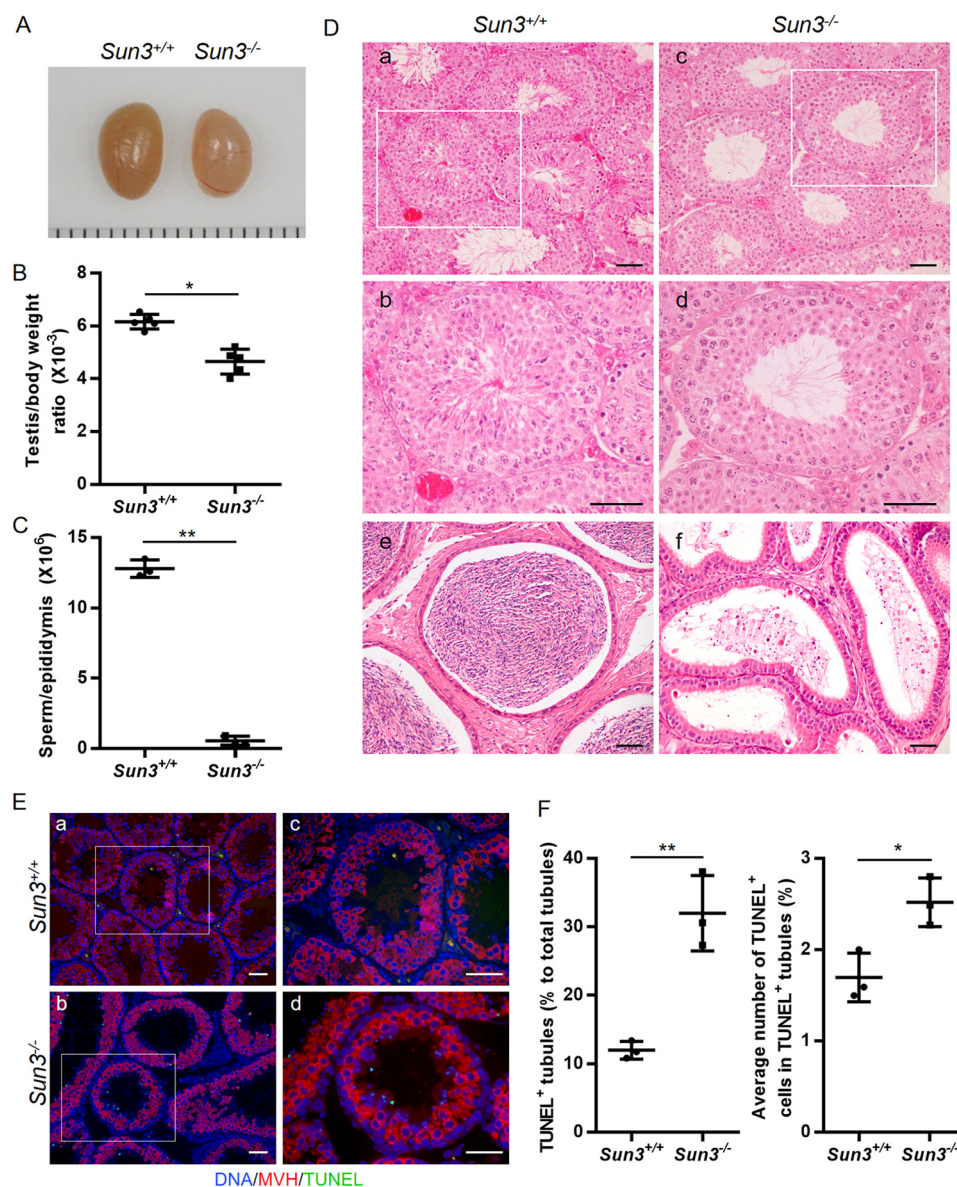 A
Sun3+/+ Sun3-/-
B
Testis/body weight
ratio (X10-3)
8
6
4
2
0
*
Sun3+/+ Sun3-/-
C
Sperm/epididymis (X106)
15
10
5
0
**
Sun3+/+ Sun3-/-
D
Sun3+/+ Sun3-/-
a
c
b
d
e
f
E
Sun3+/+
a
c
Sun3-/-
b
d
DNA/MVH/TUNEL
F
TUNEL+ tubules (% to total tubules)
40
30
20
10
0
**
Sun3+/+ Sun3-/-
Average number of TUNEL+
cells in TUNEL+ tubules (%)
3
2
1
0
*
Sun3+/+ Sun3-/-